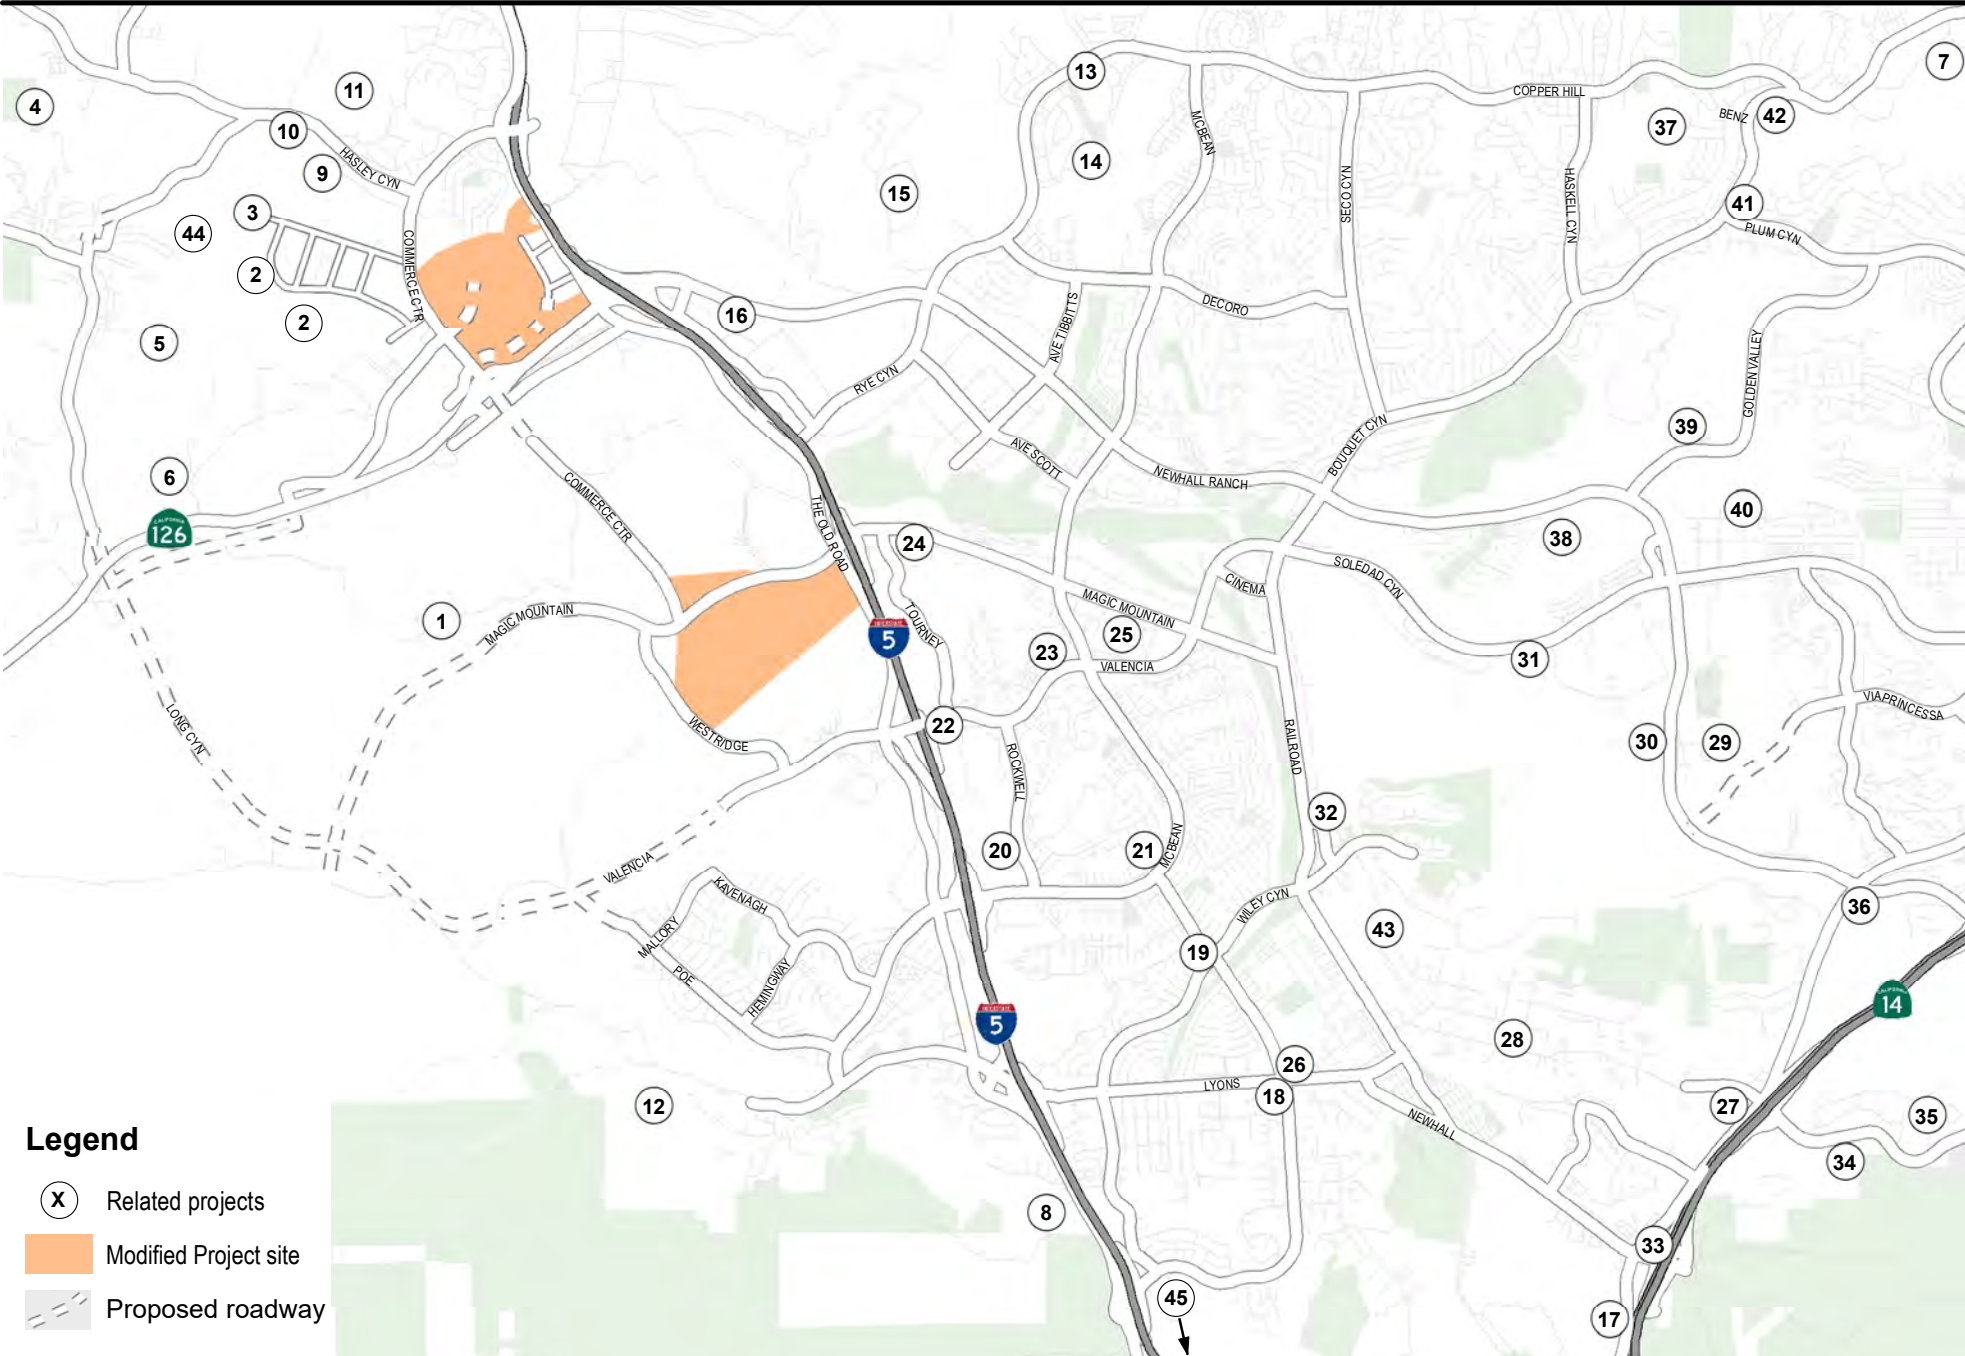 7
13
11
COPPER HILL
4
BENZ
42
37
10
MCBEAN
14
HASLEY CYN
9
15
SECO CYN
HASKELL CYN
41
3
44
PLUM CYN
COMMERCE CTR
2
2
16
DECORO
AVE TIBBITTS
5
GOLDEN VALLEY
RYE CYN
39
BOUQUET CYN
AVE SCOTT
6
NEWHALL RANCH
COMMERCE CTR
40
CALIFORNIA
126
THE OLD ROAD
24
38
SOLEDAD CYN
CINEMA
MAGIC MOUNTAIN
1
MAGIC MOUNTAIN
TOURNEY
25
INTERSTATE
5
23
VALENCIA
31
VIA PRINCESSA
LONG CYN
WESTRIDGE
22
RAILROAD
30
29
ROCKWELL
32
20
21
MCBEAN
VALENCIA
KAVENAGH
WILEY CYN
36
43
MALLORY
19
POE
HEMINGWAY
CALIFORNIA
14
INTERSTATE
5
28
26
LYONS
18
12
27
NEWHALL
35
Legend
34
X Related projects
8
Modified Project site
33
45
Proposed roadway
17